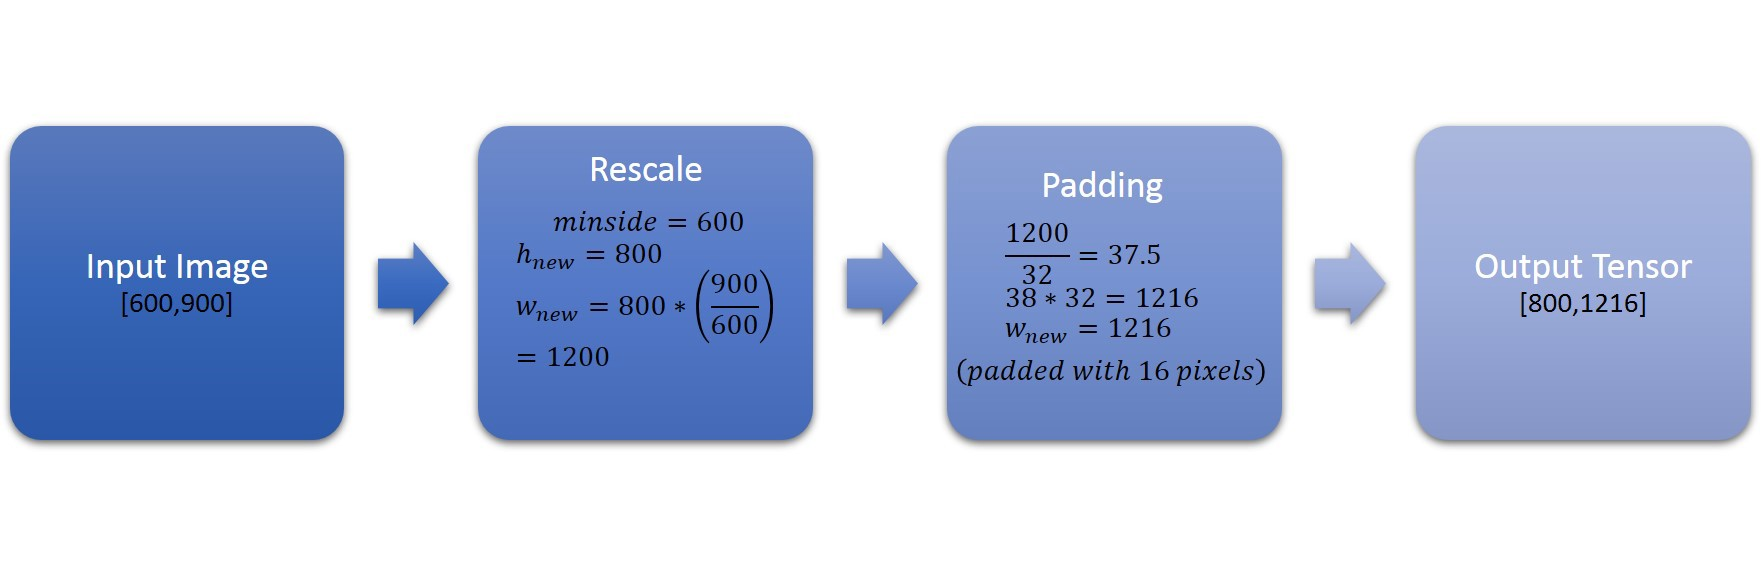 Input Image
[600,900]
Rescale
minside = 600
h_new = 800
w_new = 800 * (900/600)
= 1200
Padding
1200/32 = 37.5
38 * 32 = 1216
w_new = 1216
(padded with 16 pixels)
Output Tensor
[800,1216]